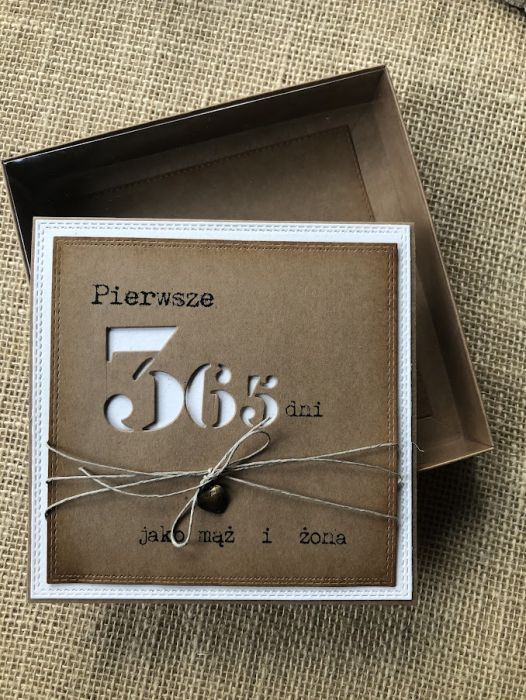 Pierwsze
365 dni
jako mąż i żona